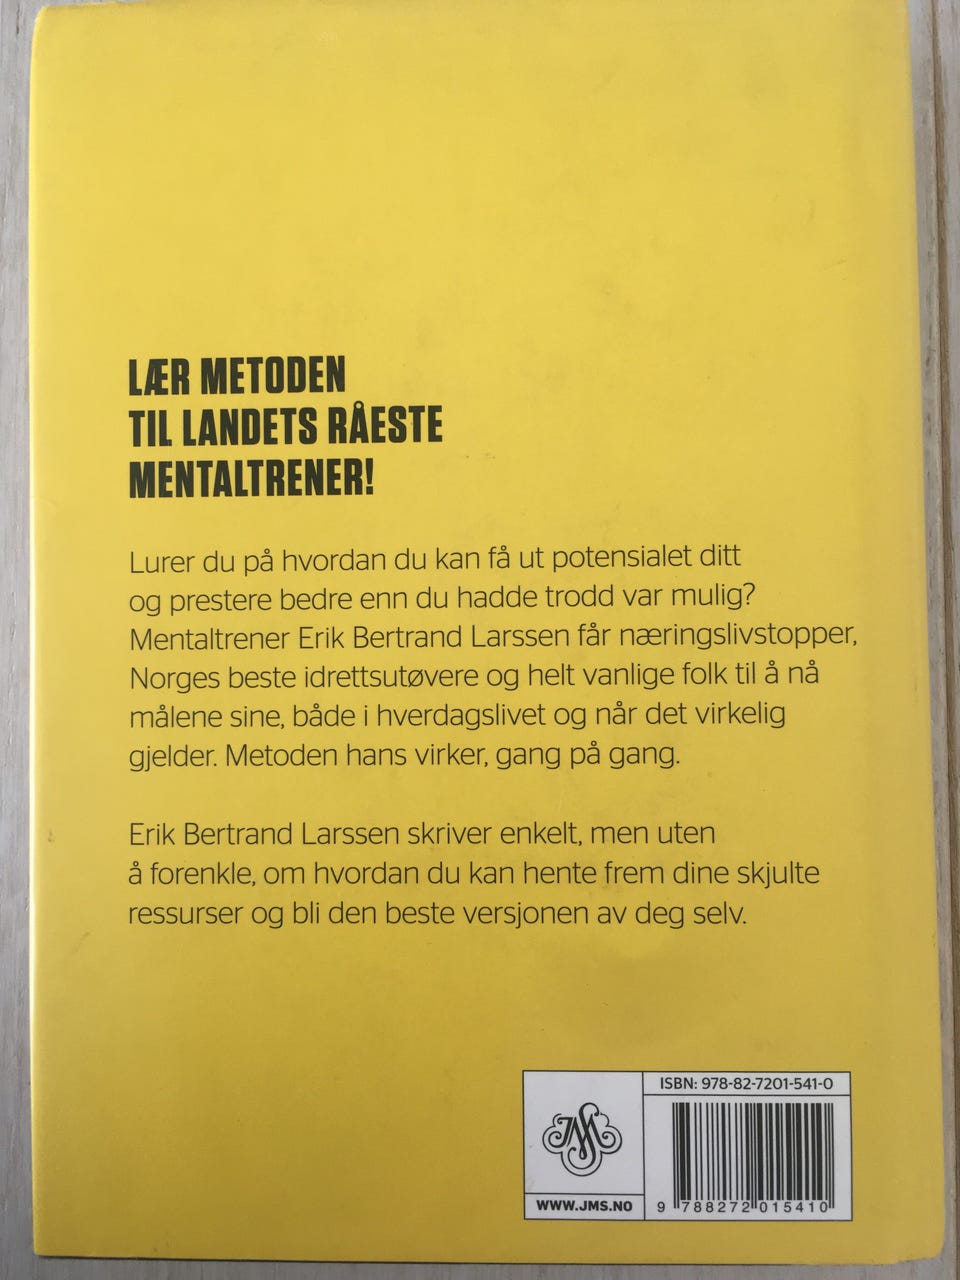 LÆR METODEN
TIL LANDETS RÅESTE
MENTALTRENER!
Lurer du på hvordan du kan få ut potensialet ditt
og prestere bedre enn du hadde trodd var mulig?
Mentaltrener Erik Bertrand Larssen får næringslivstopper,
Norges beste idrettsutøvere og helt vanlige folk til å nå
målene sine, både i hverdagslivet og når det virkelig
gjelder. Metoden hans virker, gang på gang.
Erik Bertrand Larssen skriver enkelt, men uten
å forenkle, om hvordan du kan hente frem dine skjulte
ressurser og bli den beste versjonen av deg selv.
ISBN: 978-82-7201-541-0
JMS
WWW.JMS.NO
9 788272 015410